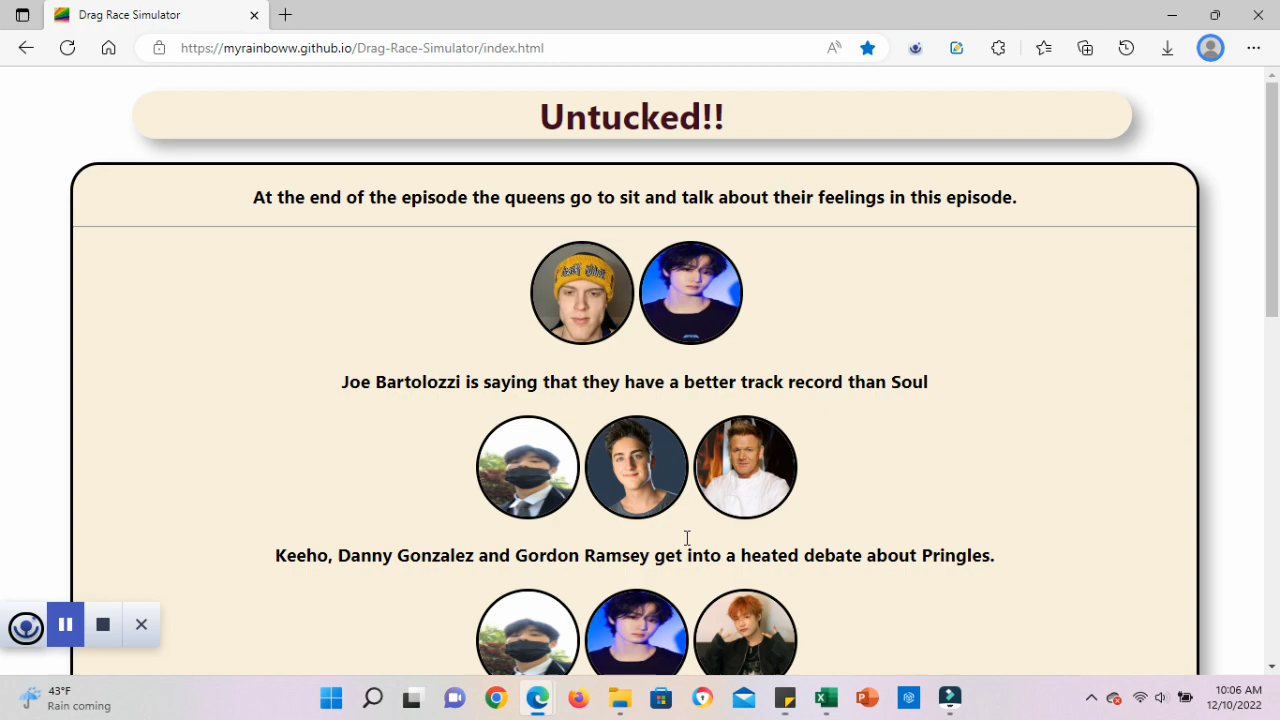 Drag Race Simulator
https://myrainboww.github.io/Drag-Race-Simulator/index.html
Untucked!!
At the end of the episode the queens go to sit and talk about their feelings in this episode.
Joe Bartolozzi is saying that they have a better track record than Soul
Keeho, Danny Gonzalez and Gordon Ramsey get into a heated debate about Pringles.
43°F
Rain coming
10:06 AM
12/10/2022